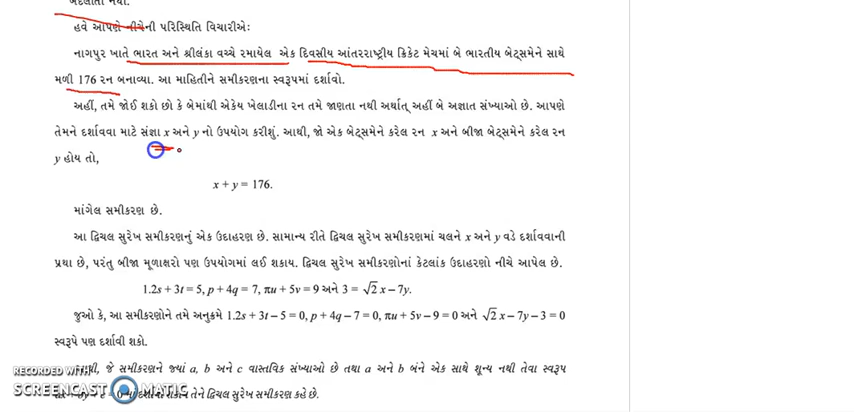 બદલાતો નથી.
હવે આપણે નીચેની પરિસ્થિતિ વિચારીએ:
નાગપુર ખાતે ભારત અને શ્રીલંકા વચ્ચે રમાયેલ એક દિવસીય આંતરરાષ્ટ્રીય ક્રિકેટ મેચમાં બે ભારતીય બેટ્સમેને સાથે
મળી 176 રન બનાવ્યા. આ માહિતીને સમીકરણના સ્વરૂપમાં દર્શાવો.
અહીં, તમે જોઈ શકો છો કે બેમાંથી એકેય ખેલાડીના રન તમે જાણતા નથી અર્થાત્ અહીં બે અજ્ઞાત સંખ્યાઓ છે. આપણે
તેમને દર્શાવવા માટે સંજ્ઞા x અને y નો ઉપયોગ કરીશું. આથી, જો એક બેટ્સમેને કરેલ રન x અને બીજા બેટ્સમેને કરેલ રન
y હોય તો,
x + y = 176.
માંગેલ સમીકરણ છે.
આ દ્વિચલ સુરેખ સમીકરણનું એક ઉદાહરણ છે. સામાન્ય રીતે દ્વિચલ સુરેખ સમીકરણમાં ચલને x અને y વડે દર્શાવવાની
પ્રથા છે, પરંતુ બીજા મૂળાક્ષરો પણ ઉપયોગમાં લઈ શકાય. દ્વિચલ સુરેખ સમીકરણોનાં કેટલાંક ઉદાહરણો નીચે આપેલ છે.
1.2s + 3t = 5, p + 4q = 7, πu + 5v = 9 અને 3 = √2 x – 7y.
જુઓ કે, આ સમીકરણોને તમે અનુક્રમે 1.2s + 3t – 5 = 0, p + 4q – 7 = 0, πu + 5v – 9 = 0 અને √2 x – 7y – 3 = 0
સ્વરૂપે પણ દર્શાવી શકો.
જે સમીકરણને જ્યાં a, b અને c વાસ્તવિક સંખ્યાઓ છે તથા a અને b બંને એક સાથે શૂન્ય નથી તેવા સ્વરૂપ
દર્શાવી શકાય તેને દ્વિચલ સુરેખ સમીકરણ કહે છે.
RECORDED WITH
SCREENCAST MATIC